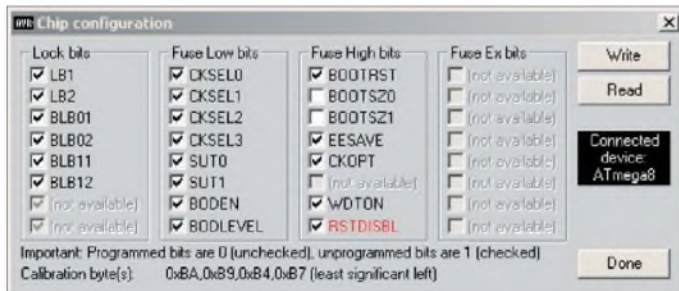 AVR Chip configuration
Lock bits
LB1
LB2
BLB01
BLB02
BLB11
BLB12
(not available)
(not available)
Fuse Low bits
CKSEL0
CKSEL1
CKSEL2
CKSEL3
SUT0
SUT1
BODEN
BODLEVEL
Fuse High bits
BOOTRST
BOOTSZ0
BOOTSZ1
EESAVE
CKOPT
(not available)
WDTON
RSTDISBL
Fuse Ex bits
(not available)
(not available)
(not available)
(not available)
(not available)
(not available)
(not available)
(not available)
Write
Read
Connected
device:
ATmega8
Important: Programmed bits are 0 (unchecked), unprogrammed bits are 1 (checked)
Calibration byte(s): 0xBA,0xB9,0xB4,0xB7 (least significant left)
Done